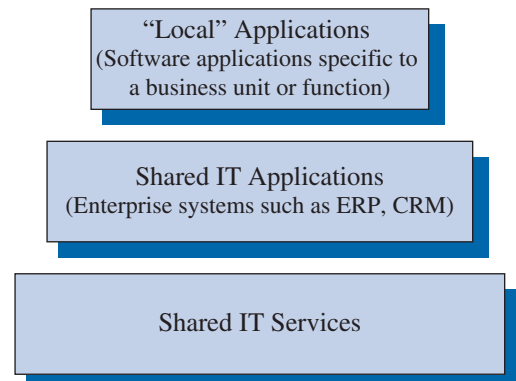 “Local” Applications
(Software applications specific to
a business unit or function)
Shared IT Applications
(Enterprise systems such as ERP, CRM)
Shared IT Services